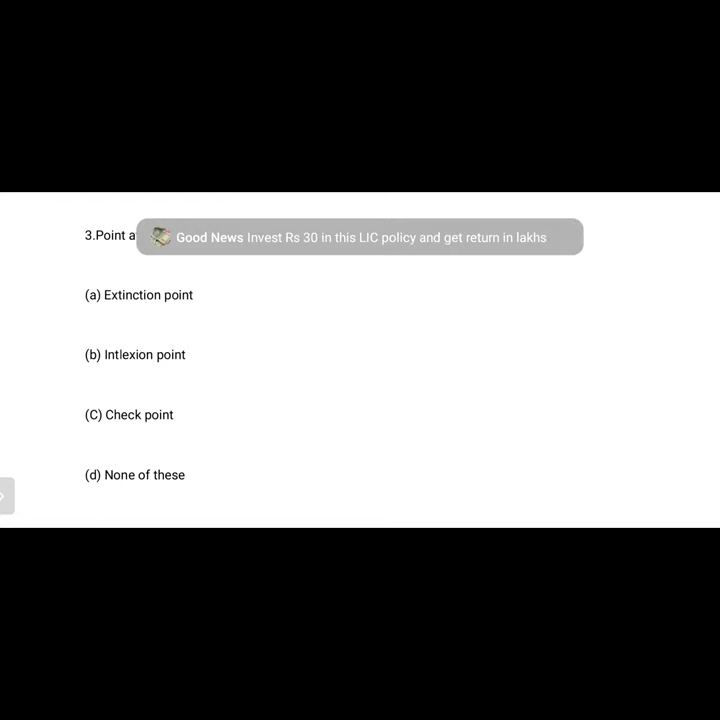 3.Point a
Good News Invest Rs 30 in this LIC policy and get return in lakhs
(a) Extinction point
(b) Intlexion point
(C) Check point
(d) None of these